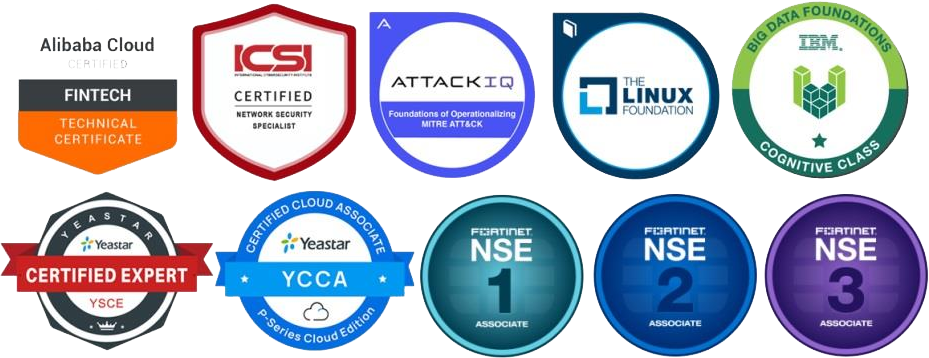 Alibaba Cloud
CERTIFIED
FINTECH
TECHNICAL
CERTIFICATE
ICSI
INTERNATIONAL CYBERSECURITY INSTITUTE
CERTIFIED
NETWORK SECURITY
SPECIALIST
A
ATTACKIQ
Foundations of Operationalizing
MITRE ATT&CK
THE
LINUX
FOUNDATION
BIG DATA FOUNDATIONS
IBM
COGNITIVE CLASS
YEASTAR
Yeastar
CERTIFIED EXPERT
YSCE
CERTIFIED CLOUD ASSOCIATE
Yeastar
YCCA
P-Series Cloud Edition
FORTINET
NSE
1
ASSOCIATE
FORTINET
NSE
2
ASSOCIATE
FORTINET
NSE
3
ASSOCIATE